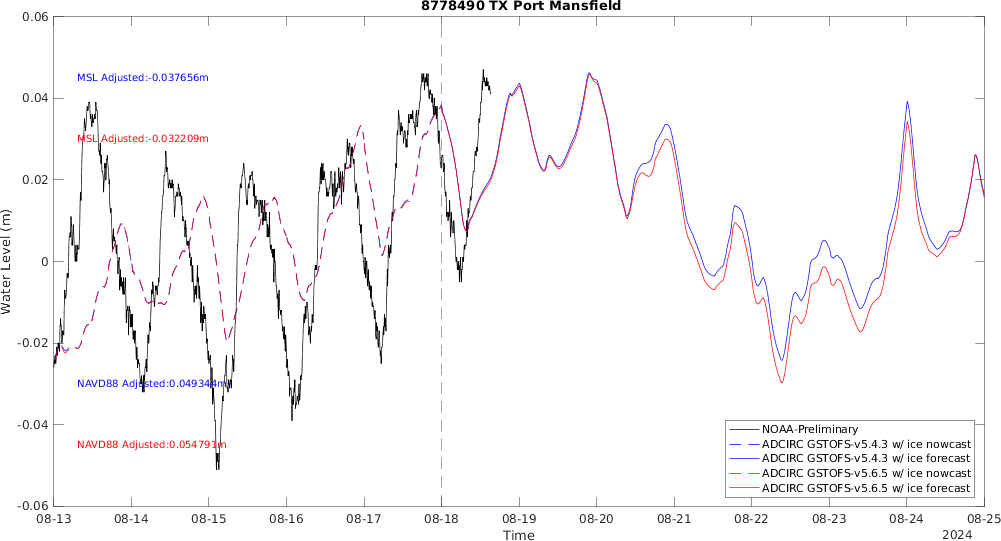 8778490 TX Port Mansfield
Water Level (m)
0.06
0.04
0.02
0
-0.02
-0.04
-0.06
MSL Adjusted:-0.037656m
MSL Adjusted:-0.032209m
NAVD88 Adjusted:0.049344m
NAVD88 Adjusted:0.054791m
NOAA-Preliminary
ADCIRC GSTOFS-v5.4.3 w/ ice nowcast
ADCIRC GSTOFS-v5.4.3 w/ ice forecast
ADCIRC GSTOFS-v5.6.5 w/ ice nowcast
ADCIRC GSTOFS-v5.6.5 w/ ice forecast
08-13 08-14 08-15 08-16 08-17 08-18 08-19 08-20 08-21 08-22 08-23 08-24 08-25
Time
2024